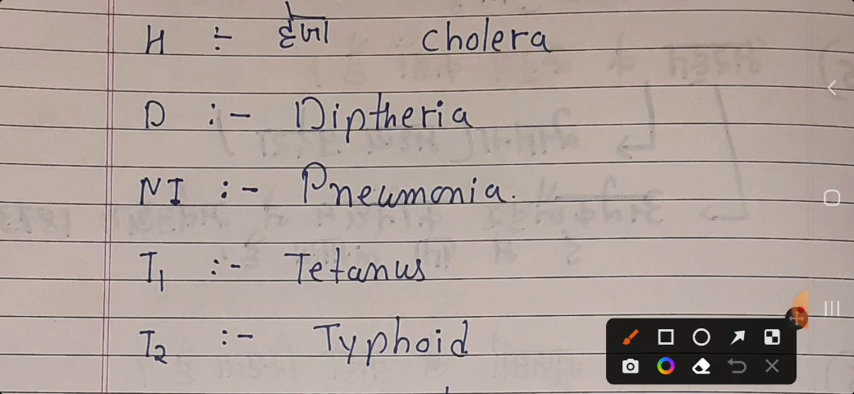 H :- हैजा Cholera
D :- Diptheria
NI :- Pneumonia.
T1 :- Tetanus
T2 :- Typhoid